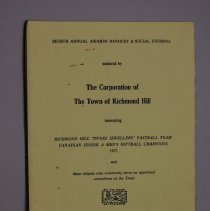 EIGHTH ANNUAL AWARDS BANQUET & SOCIAL EVENING
tendered by
The Corporation of
The Town of Richmond Hill
honouring
RICHMOND HILL "DYNES JEWELLERS" FASTBALL TEAM
CANADIAN SENIOR A MEN'S SOFTBALL CHAMPIONS
1971
and
those citizens who voluntarily serve on appointed
committees of the Town